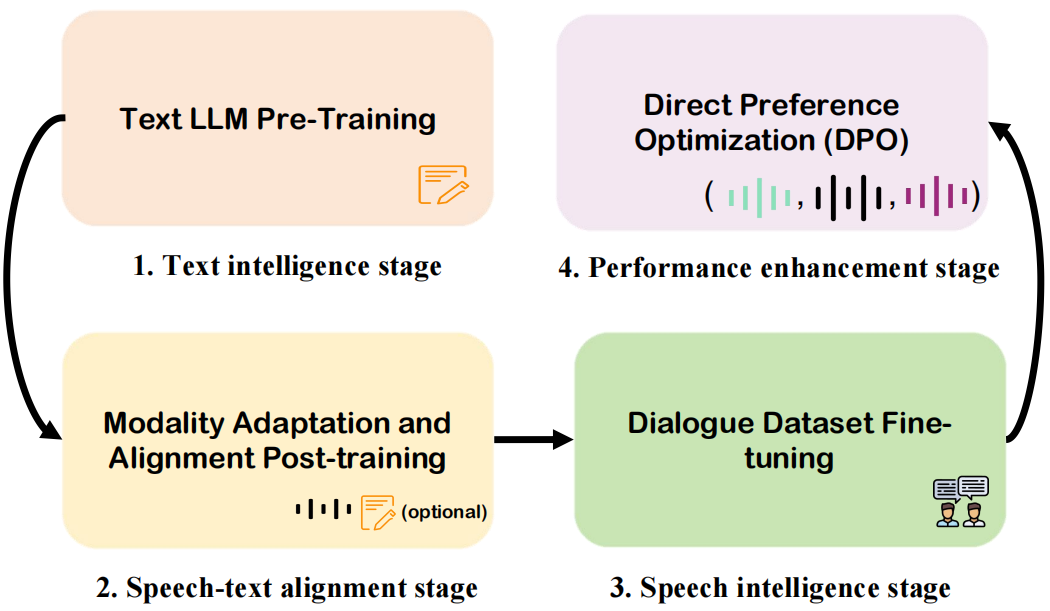 Text LLM Pre-Training
1. Text intelligence stage
Modality Adaptation and
Alignment Post-training
(optional)
2. Speech-text alignment stage
Dialogue Dataset Fine-
tuning
3. Speech intelligence stage
Direct Preference
Optimization (DPO)
( , , )
4. Performance enhancement stage